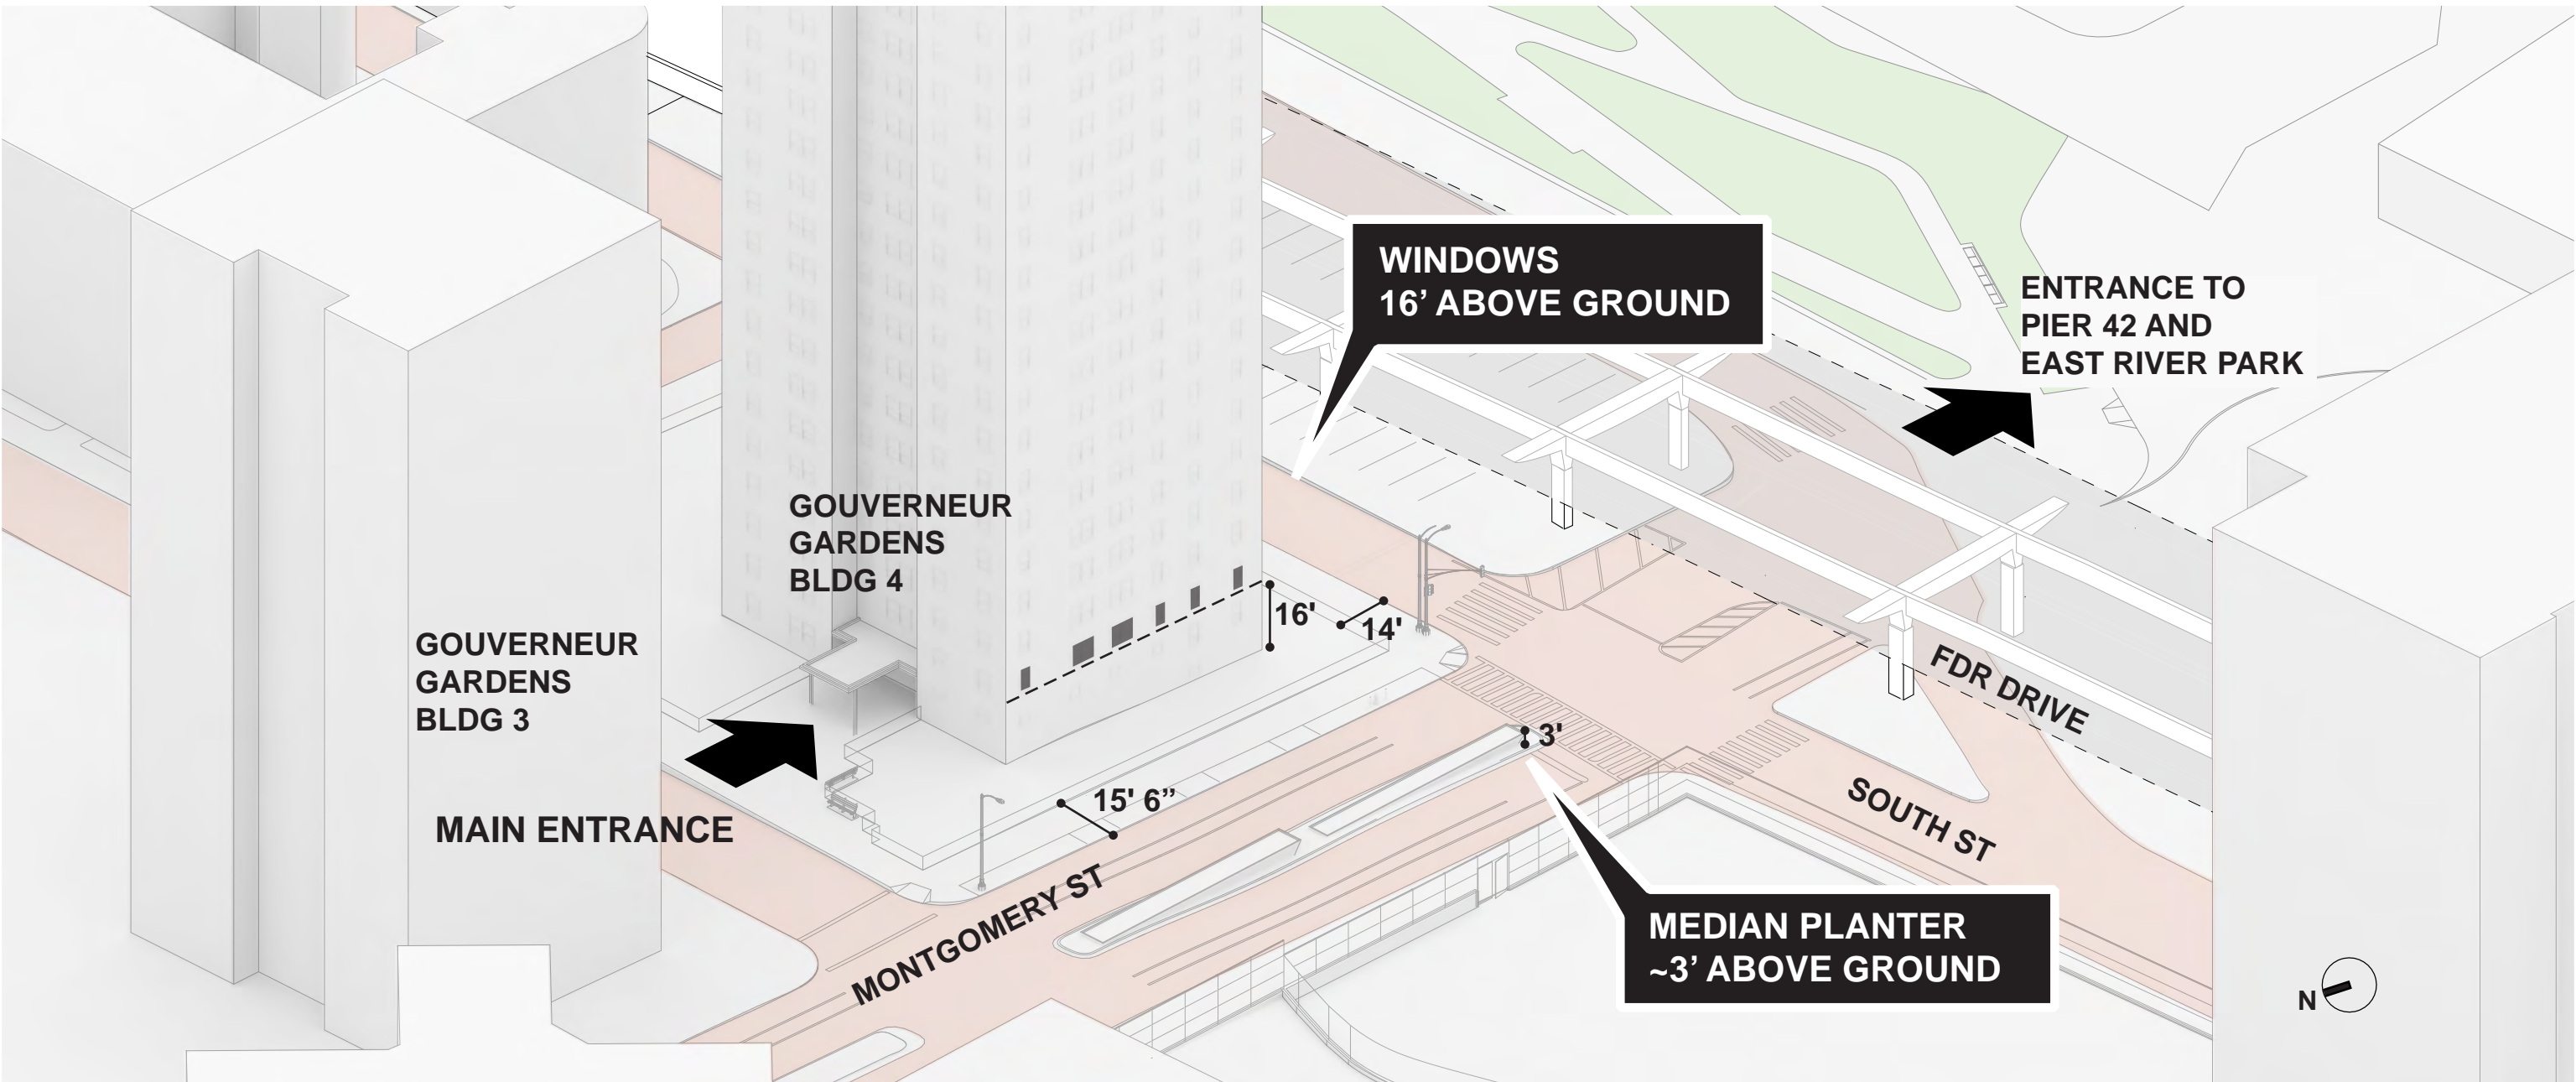 WINDOWS
16’ ABOVE GROUND
ENTRANCE TO
PIER 42 AND
EAST RIVER PARK
GOUVERNEUR
GARDENS
BLDG 4
GOUVERNEUR
GARDENS
BLDG 3
16'
14'
3'
15' 6”
MAIN ENTRANCE
MONTGOMERY ST
FDR DRIVE
SOUTH ST
MEDIAN PLANTER
~3’ ABOVE GROUND
N